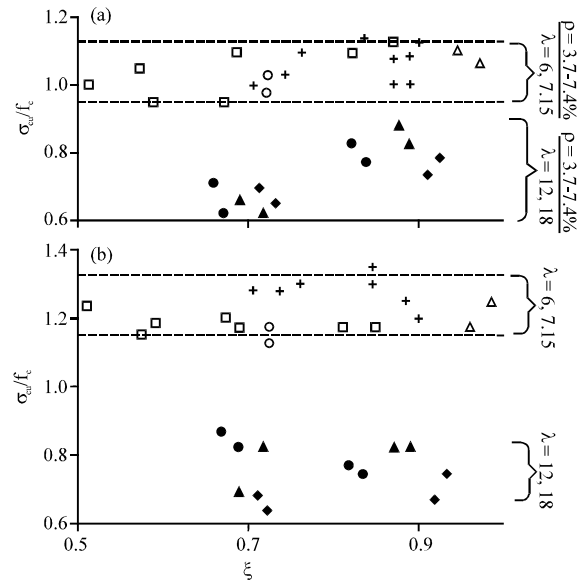 (a)
1.2
1.0
0.8
0.6
σcu/fc
λ = 6, 7.15
ρ = 3.7-7.4%
λ = 12, 18
ρ = 3.7-7.4%
(b)
1.4
1.2
1.0
0.8
0.6
σcu/fc
λ = 6, 7.15
λ = 12, 18
0.5
0.7
0.9
ξ